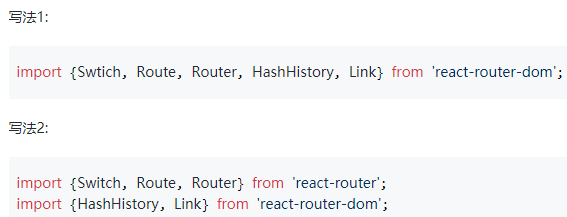 写法1:
import {Swtich, Route, Router, HashHistory, Link} from 'react-router-dom';
写法2:
import {Switch, Route, Router} from 'react-router';
import {HashHistory, Link} from 'react-router-dom';